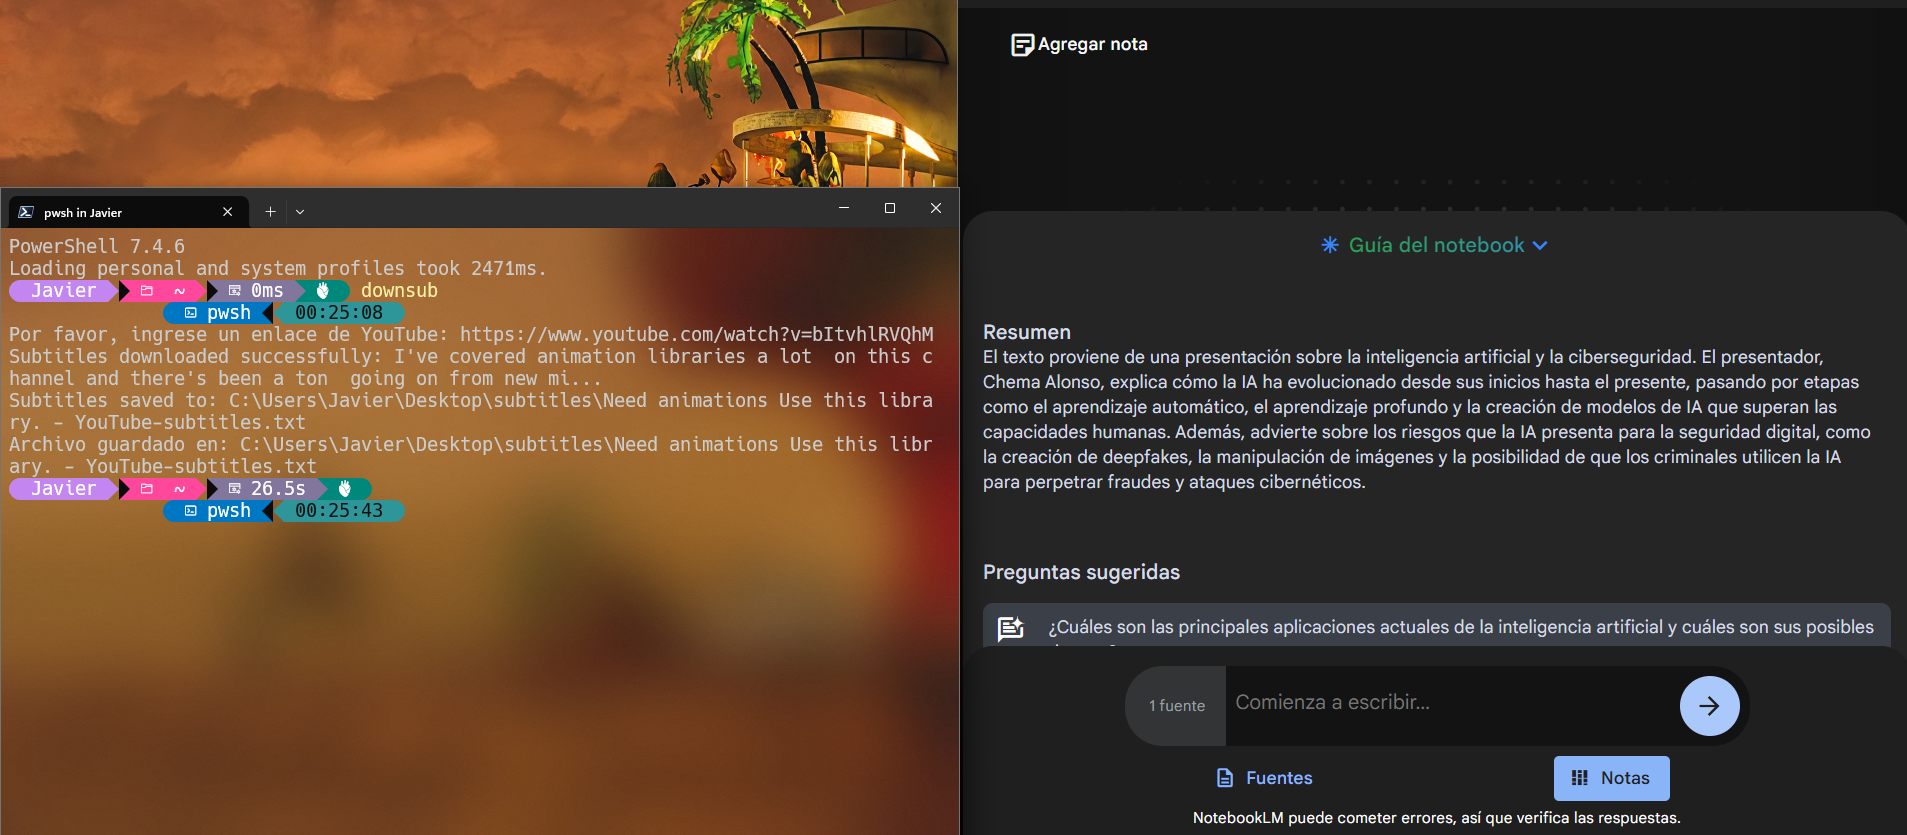 pwsh in Javier
PowerShell 7.4.6
Loading personal and system profiles took 2471ms.
Javier ~ 0ms downsub
pwsh 00:25:08
Por favor, ingrese un enlace de YouTube: https://www.youtube.com/watch?v=bItvhlRVQhM
Subtitles downloaded successfully: I've covered animation libraries a lot  on this c
hannel and there's been a ton  going on from new mi...
Subtitles saved to: C:\Users\Javier\Desktop\subtitles\Need animations Use this libra
ry. - YouTube-subtitles.txt
Archivo guardado en: C:\Users\Javier\Desktop\subtitles\Need animations Use this libr
ary. - YouTube-subtitles.txt
Javier ~ 26.5s
pwsh 00:25:43
Agregar nota
Guía del notebook
Resumen
El texto proviene de una presentación sobre la inteligencia artificial y la ciberseguridad. El presentador,
Chema Alonso, explica cómo la IA ha evolucionado desde sus inicios hasta el presente, pasando por etapas
como el aprendizaje automático, el aprendizaje profundo y la creación de modelos de IA que superan las
capacidades humanas. Además, advierte sobre los riesgos que la IA presenta para la seguridad digital, como
la creación de deepfakes, la manipulación de imágenes y la posibilidad de que los criminales utilicen la IA
para perpetrar fraudes y ataques cibernéticos.
Preguntas sugeridas
¿Cuáles son las principales aplicaciones actuales de la inteligencia artificial y cuáles son sus posibles
1 fuente
Comienza a escribir...
Fuentes
Notas
NotebookLM puede cometer errores, así que verifica las respuestas.